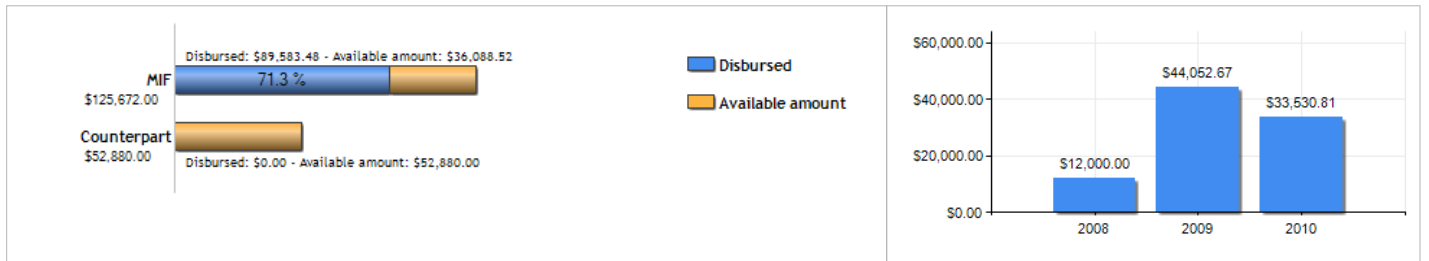 Disbursed: $89,583.48 - Available amount: $36,088.52
MIF
71.3 %
$125,672.00
Counterpart
$52,880.00
Disbursed: $0.00 - Available amount: $52,880.00
Disbursed
Available amount
$60,000.00
$44,052.67
$40,000.00
$33,530.81
$20,000.00
$12,000.00
$0.00
2008 2009 2010